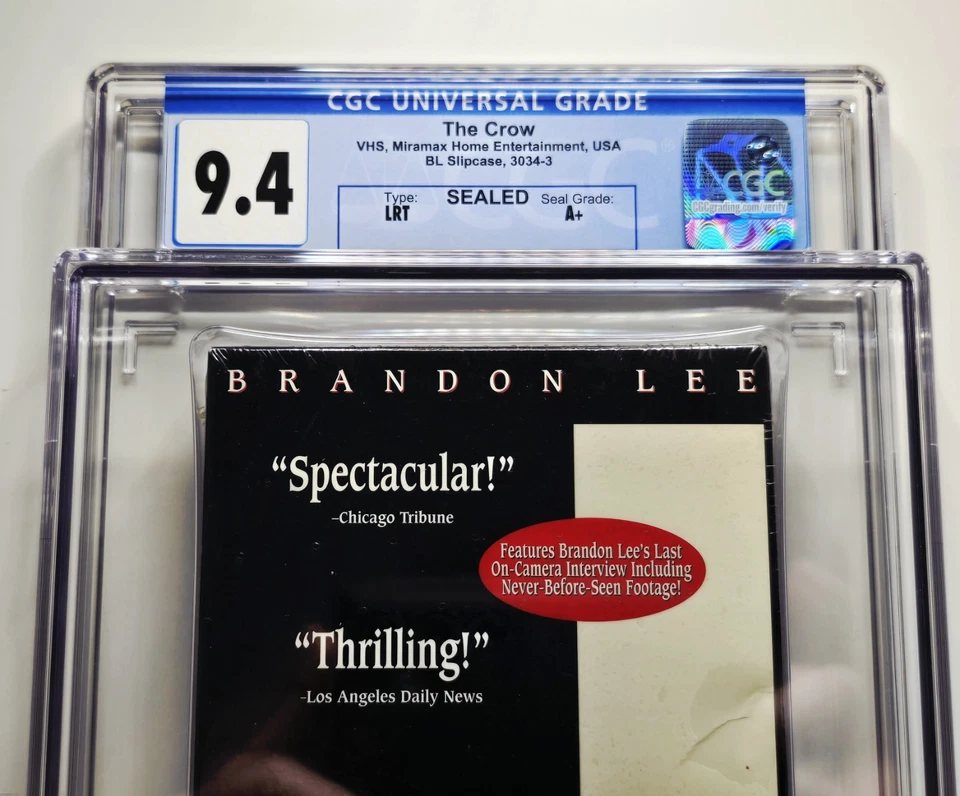 CGC UNIVERSAL GRADE
9.4
The Crow
VHS, Miramax Home Entertainment, USA
BL Slipcase, 3034-3
Type: SEALED Seal Grade:
LRT A+
CGC
CGC
CGCgrading.com/verify
BRANDON LEE
“Spectacular!”
–Chicago Tribune
Features Brandon Lee's Last
On-Camera Interview Including
Never-Before-Seen Footage!
“Thrilling!”
-Los Angeles Daily News